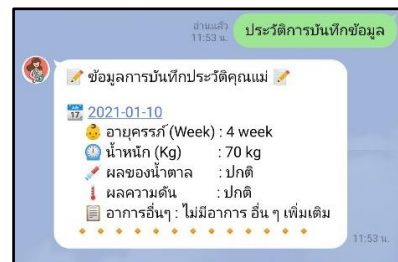 อ่านแล้ว
11:53 น.
ประวัติการบันทึกข้อมูล
📝 ข้อมูลการบันทึกประวัติคุณแม่ 📝
17 2021-01-10
อายุครรภ์ (Week) : 4 week
น้ำหนัก (Kg) : 70 kg
ผลของน้ำตาล : ปกติ
ผลความดัน : ปกติ
อาการอื่นๆ : ไม่มีอาการ อื่น ๆ เพิ่มเติม
11:53 น.